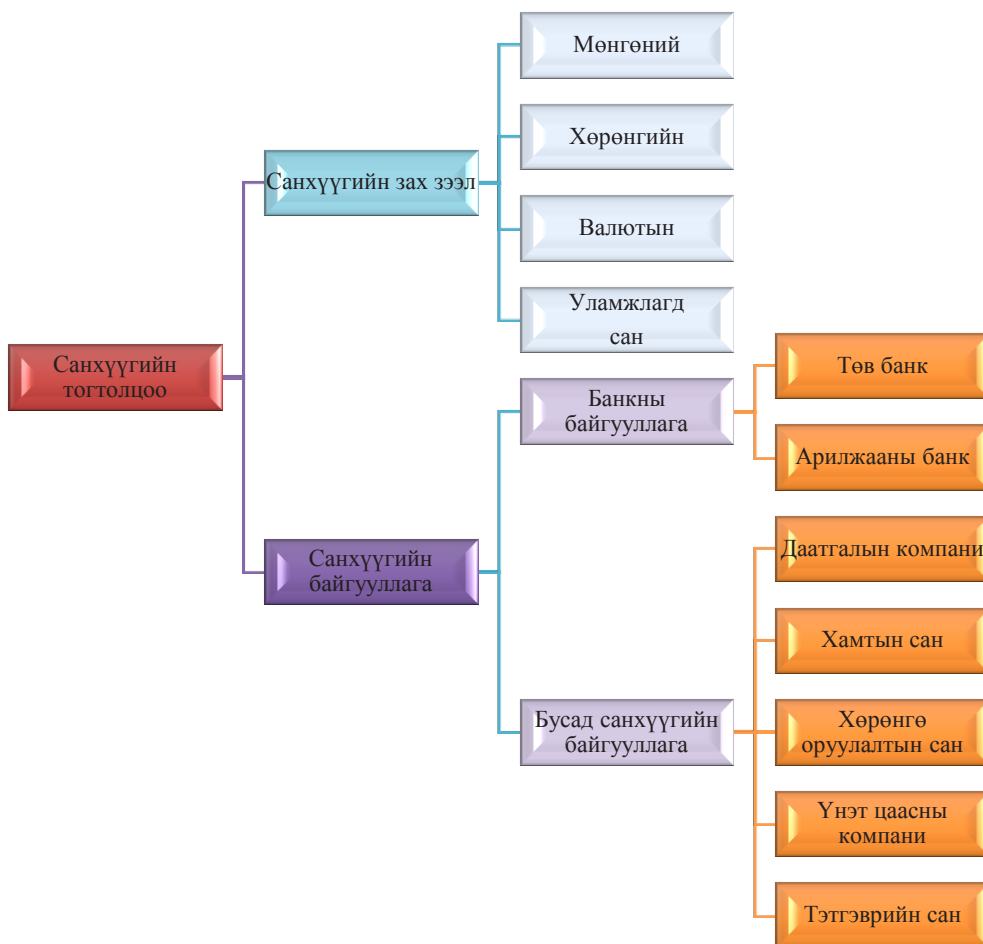 Мөнгөний
Хөрөнгийн
Санхүүгийн зах зээл
Валютын
Уламжлагд
сан
Санхүүгийн
тогтолцоо
Төв банк
Банкны
байгууллага
Арилжааны банк
Санхүүгийн
байгууллага
Даатгалын компани
Хамтын сан
Бусад санхүүгийн
байгууллага
Хөрөнгө
оруулалтын сан
Үнэт цаасны
компани
Тэтгэврийн сан